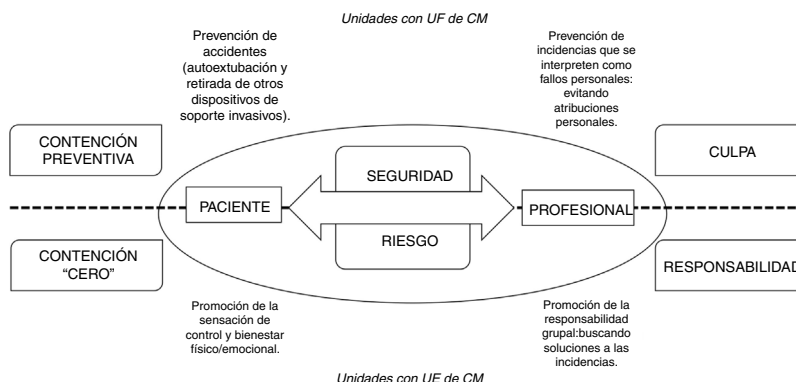 Unidades con UF de CM
Prevención de
accidentes
(autoextubación y
retirada de otros
dispositivos de
soporte invasivos).
Prevención de
incidencias que se
interpreten como
fallos personales:
evitando
atribuciones
personales.
CONTENCIÓN
PREVENTIVA
CULPA
SEGURIDAD
PACIENTE
PROFESIONAL
RIESGO
CONTENCIÓN
“CERO”
RESPONSABILIDAD
Promoción de la
sensación de
control y bienestar
físico/emocional.
Promoción de la
responsabilidad
grupal:buscando
soluciones a las
incidencias.
Unidades con UE de CM